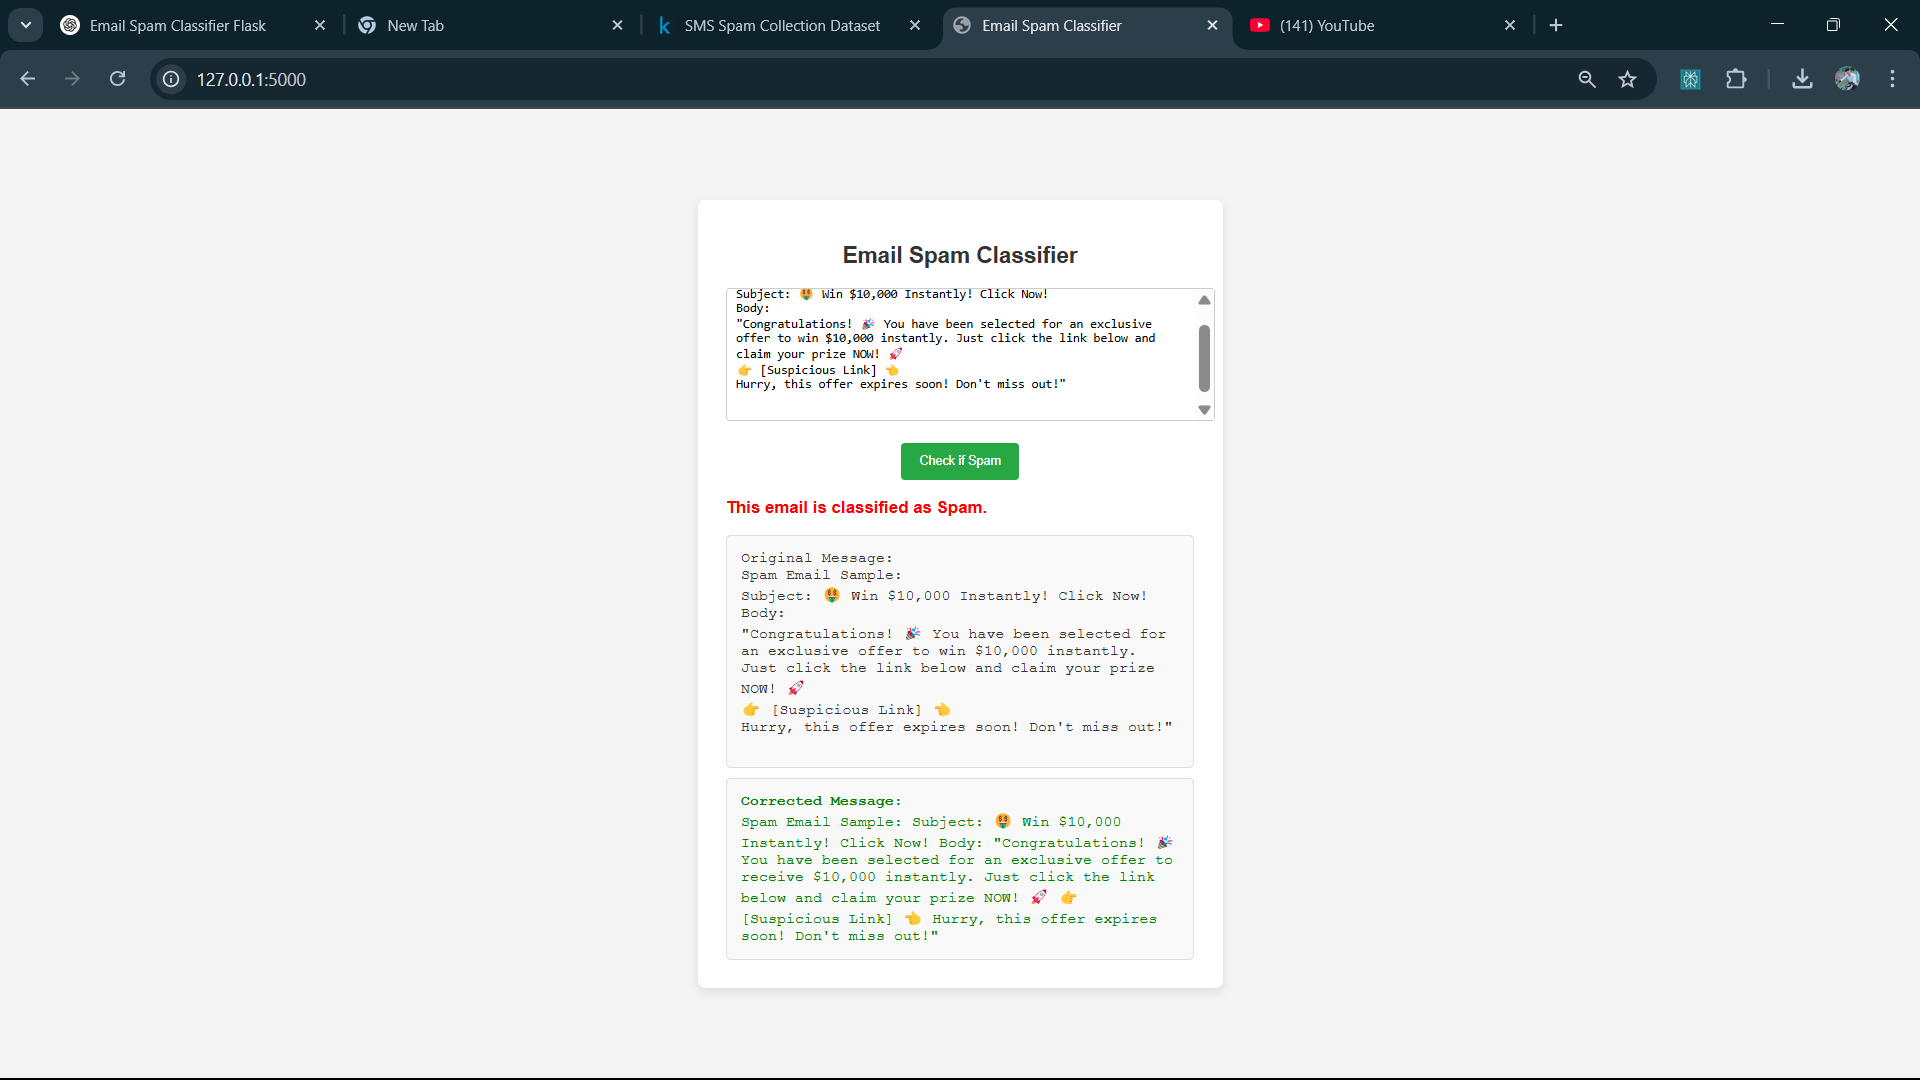 Email Spam Classifier Flask
New Tab
SMS Spam Collection Dataset
Email Spam Classifier
(141) YouTube
127.0.0.1:5000
Email Spam Classifier
Subject: 🤑 Win $10,000 Instantly! Click Now!
Body:
"Congratulations! 🎉 You have been selected for an exclusive
offer to win $10,000 instantly. Just click the link below and
claim your prize NOW! 🚀
👉 [Suspicious Link] 👈
Hurry, this offer expires soon! Don't miss out!"
Check if Spam
This email is classified as Spam.
Original Message:
Spam Email Sample:
Subject: 🤑 Win $10,000 Instantly! Click Now!
Body:
"Congratulations! 🎉 You have been selected for
an exclusive offer to win $10,000 instantly.
Just click the link below and claim your prize
NOW! 🚀
👉 [Suspicious Link] 👈
Hurry, this offer expires soon! Don't miss out!"
Corrected Message:
Spam Email Sample: Subject: 🤑 Win $10,000
Instantly! Click Now! Body: "Congratulations! 🎉
You have been selected for an exclusive offer to
receive $10,000 instantly. Just click the link
below and claim your prize NOW! 🚀 👉
[Suspicious Link] 👈 Hurry, this offer expires
soon! Don't miss out!"